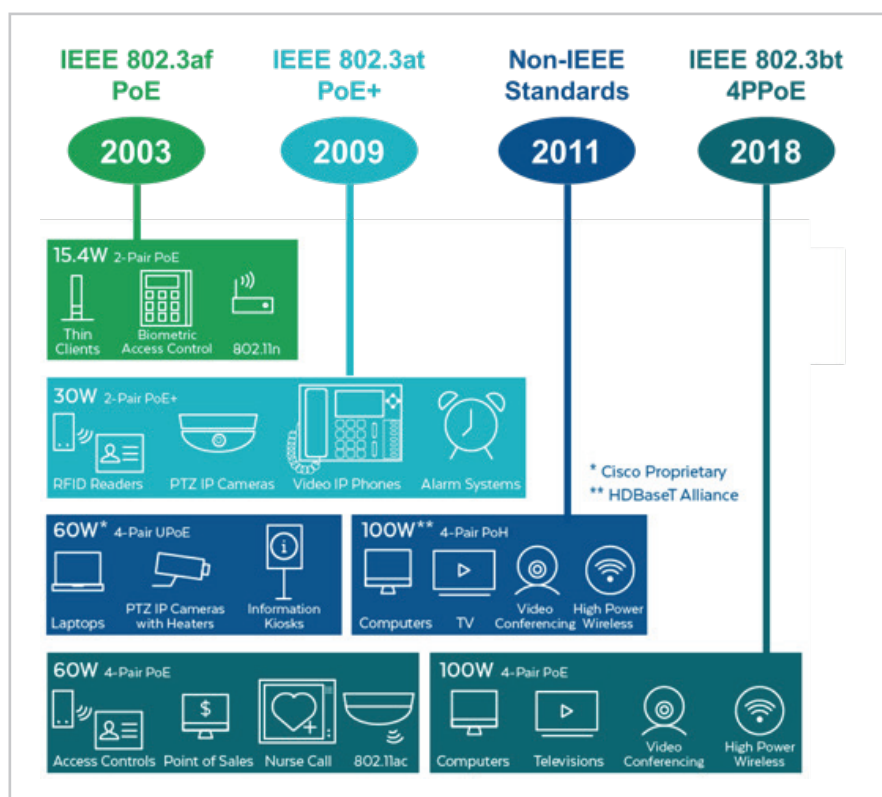 IEEE 802.3af
PoE
2003
IEEE 802.3at
PoE+
2009
Non-IEEE
Standards
2011
IEEE 802.3bt
4PPoE
2018
15.4W 2-Pair PoE
Thin
Clients
Biometric
Access Control
802.11n
30W 2-Pair PoE+
RFID Readers
PTZ IP Cameras
Video IP Phones
Alarm Systems
* Cisco Proprietary
** HDBaseT Alliance
60W* 4-Pair UPoE
Laptops
PTZ IP Cameras
with Heaters
Information
Kiosks
100W** 4-Pair PoH
Computers
TV
Video
Conferencing
High Power
Wireless
60W 4-Pair PoE
Access Controls
$
Point of Sales
Nurse Call
802.11ac
100W 4-Pair PoE
Computers
Televisions
Video
Conferencing
High Power
Wireless